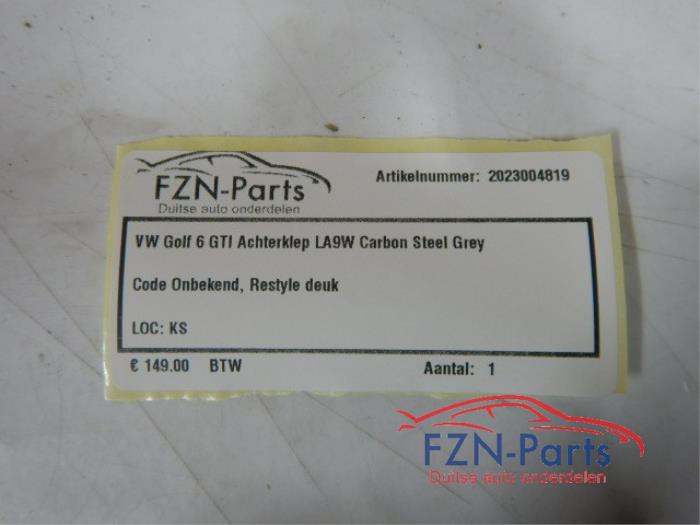 FZN-Parts
Duitse auto onderdelen
Artikelnummer: 2023004819
VW Golf 6 GTI Achterklep LA9W Carbon Steel Grey
Code Onbekend, Restyle deuk
LOC: KS
€ 149.00 BTW Aantal: 1
FZN-Parts
Duitse auto onderdelen